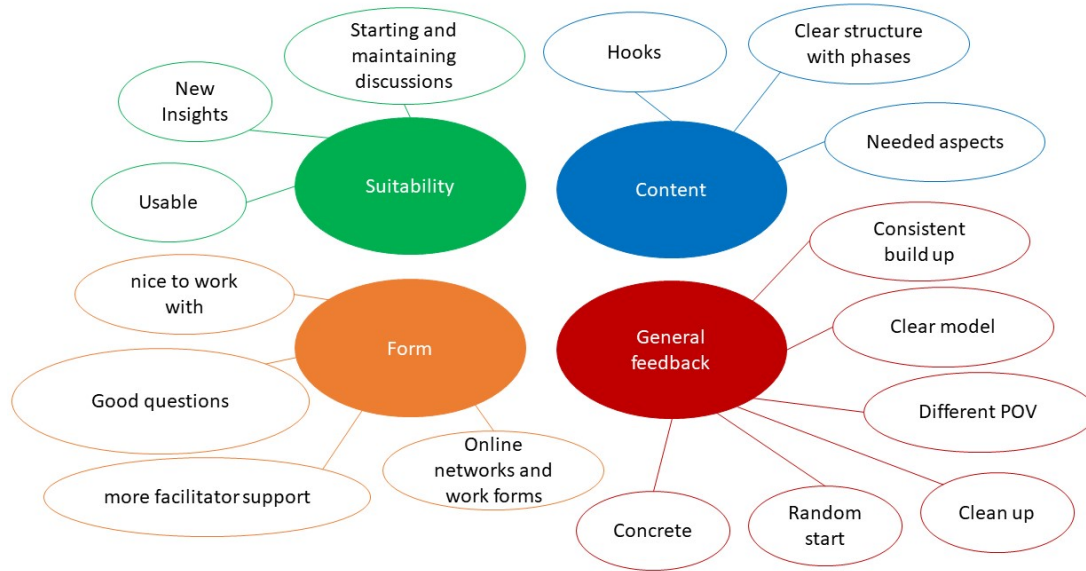 Starting and
maintaining
discussions
New
Insights
Usable
Suitability
Hooks
Clear structure
with phases
Needed aspects
Content
nice to work
with
Good questions
more facilitator support
Online
networks and
work forms
Form
Consistent
build up
Clear model
Different POV
Clean up
Random
start
Concrete
General
feedback